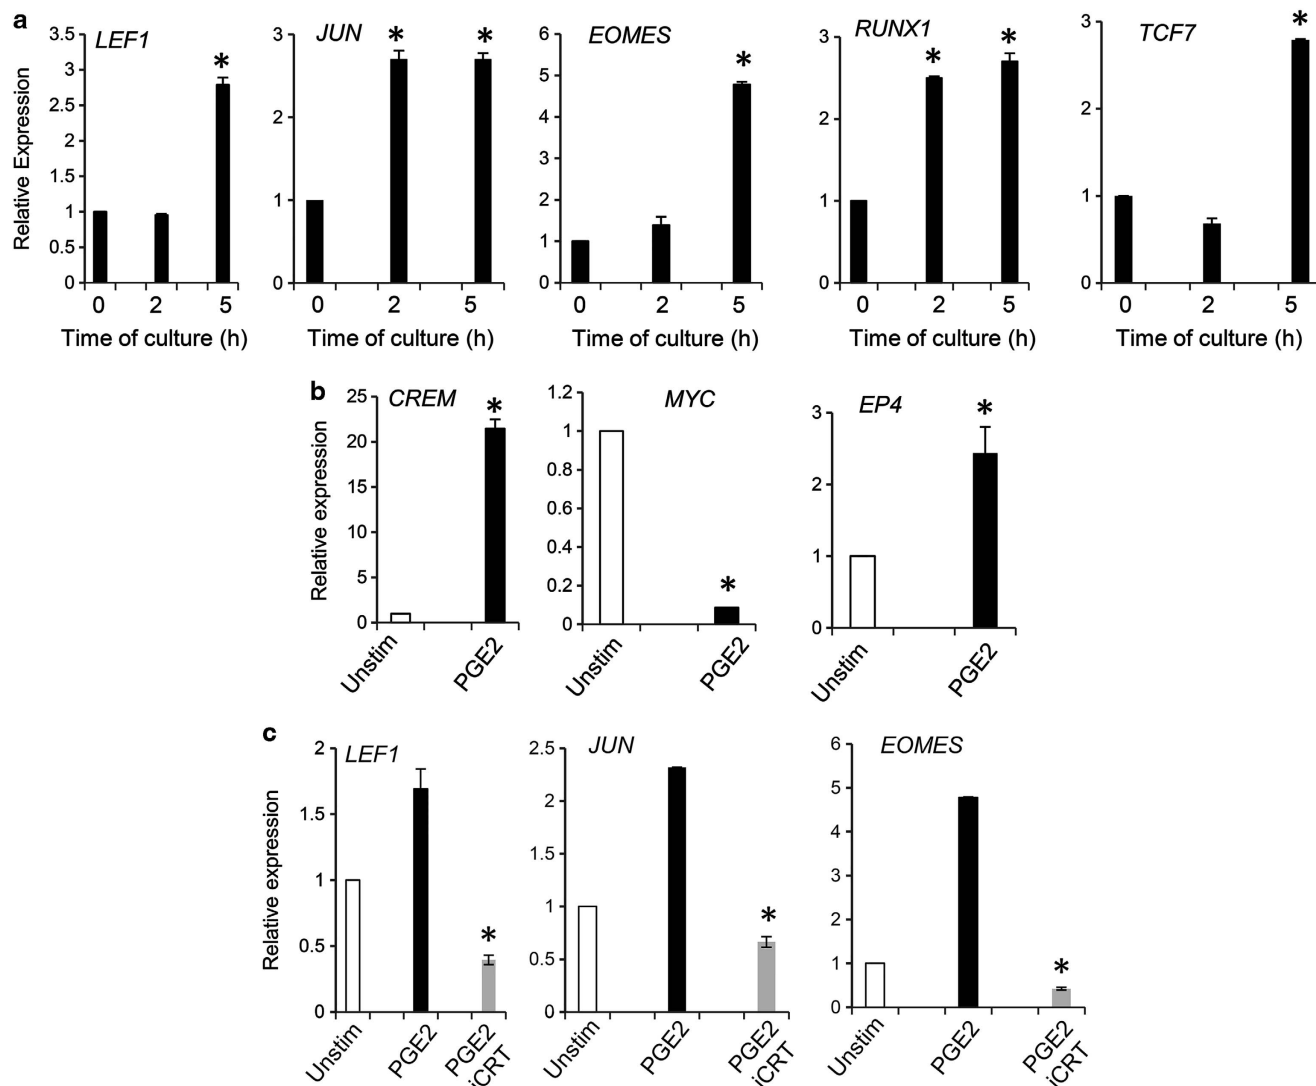 a
LEF1
JUN
EOMES
RUNX1
TCF7
Relative Expression
3.5
3
2.5
2
1.5
1
0.5
0
0 2 5
Time of culture (h)
3
2
1
0
0 2 5
Time of culture (h)
6
5
4
3
2
1
0
0 2 5
Time of culture (h)
3
2
1
0
0 2 5
Time of culture (h)
3
2
1
0
0 2 5
Time of culture (h)
* * * * * * *
b
CREM
MYC
EP4
Relative expression
25
20
15
10
5
0
*
Unstim
PGE2
1.2
1
0.8
0.6
0.4
0.2
0
*
Unstim
PGE2
3
2
1
0
*
Unstim
PGE2
c
LEF1
JUN
EOMES
Relative expression
2
1.5
1
0.5
0
*
Unstim
PGE2
PGE2
iCRT
2.5
2
1.5
1
0.5
0
*
Unstim
PGE2
PGE2
iCRT
6
5
4
3
2
1
0
*
Unstim
PGE2
PGE2
iCRT